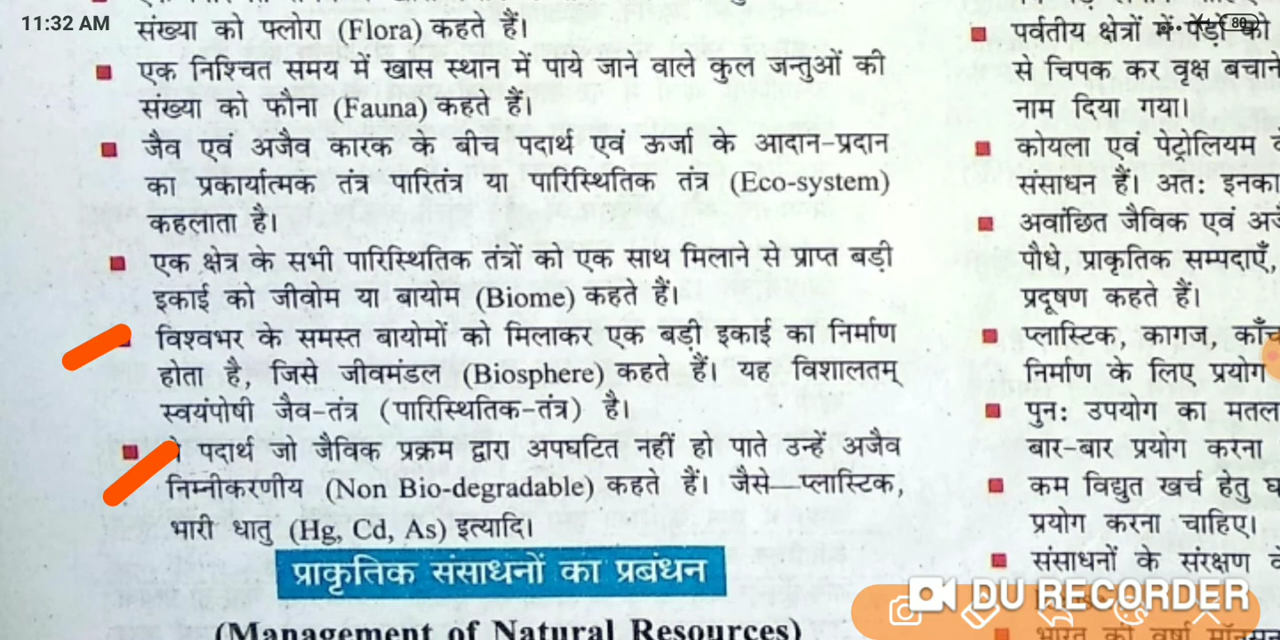 11:32 AM
80
संख्या को फ्लोरा (Flora) कहते हैं।
एक निश्चित समय में खास स्थान में पाये जाने वाले कुल जन्तुओं की
संख्या को फौना (Fauna) कहते हैं।
जैव एवं अजैव कारक के बीच पदार्थ एवं ऊर्जा के आदान-प्रदान
का प्रकार्यात्मक तंत्र पारितंत्र या पारिस्थितिक तंत्र (Eco-system)
कहलाता है।
एक क्षेत्र के सभी पारिस्थितिक तंत्रों को एक साथ मिलाने से प्राप्त बड़ी
इकाई को जीवोम या बायोम (Biome) कहते हैं।
विश्वभर के समस्त बायोमों को मिलाकर एक बड़ी इकाई का निर्माण
होता है, जिसे जीवमंडल (Biosphere) कहते हैं। यह विशालतम्
स्वयंपोषी जैव-तंत्र (पारिस्थितिक-तंत्र) है।
पदार्थ जो जैविक प्रक्रम द्वारा अपघटित नहीं हो पाते उन्हें अजैव
निम्नीकरणीय (Non Bio-degradable) कहते हैं। जैसे—प्लास्टिक,
भारी धातु (Hg, Cd, As) इत्यादि।
प्राकृतिक संसाधनों का प्रबंधन
(Management of Natural Resources)
पर्वतीय क्षेत्रों में पेड़ों को
से चिपक कर वृक्ष बचाने
नाम दिया गया।
कोयला एवं पेट्रोलियम
संसाधन हैं। अतः इनका
अवांछित जैविक एवं
पौधे, प्राकृतिक सम्पदाएँ,
प्रदूषण कहते हैं।
प्लास्टिक, कागज, काँच
निर्माण के लिए प्रयोग
पुनः उपयोग का मतल
बार-बार प्रयोग करना
कम विद्युत खर्च हेतु
प्रयोग करना चाहिए।
संसाधनों के संरक्षण
DU RECORDER